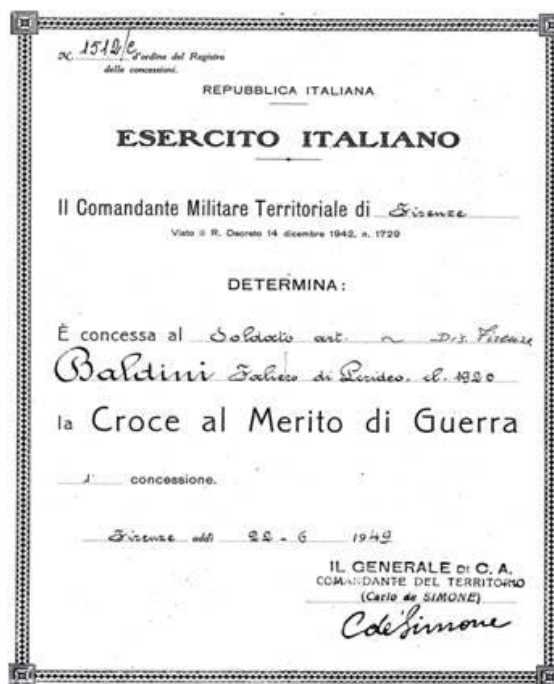 N. 1512/C d'ordine del Registro
delle concessioni.
REPUBBLICA ITALIANA
ESERCITO ITALIANO
Il Comandante Militare Territoriale di Firenze
Visto il R. Decreto 14 dicembre 1942, n. 1729
DETERMINA:
È concessa al Soldato art. ~ Dis. Firenze
Baldini Faliero di Pirideo, cl. 1920
la Croce al Merito di Guerra
1ª concessione.
Firenze addì 22 - 6 1949
IL GENERALE DI C. A.
COMANDANTE DEL TERRITORIO
(Carlo de SIMONE)
C de Simone